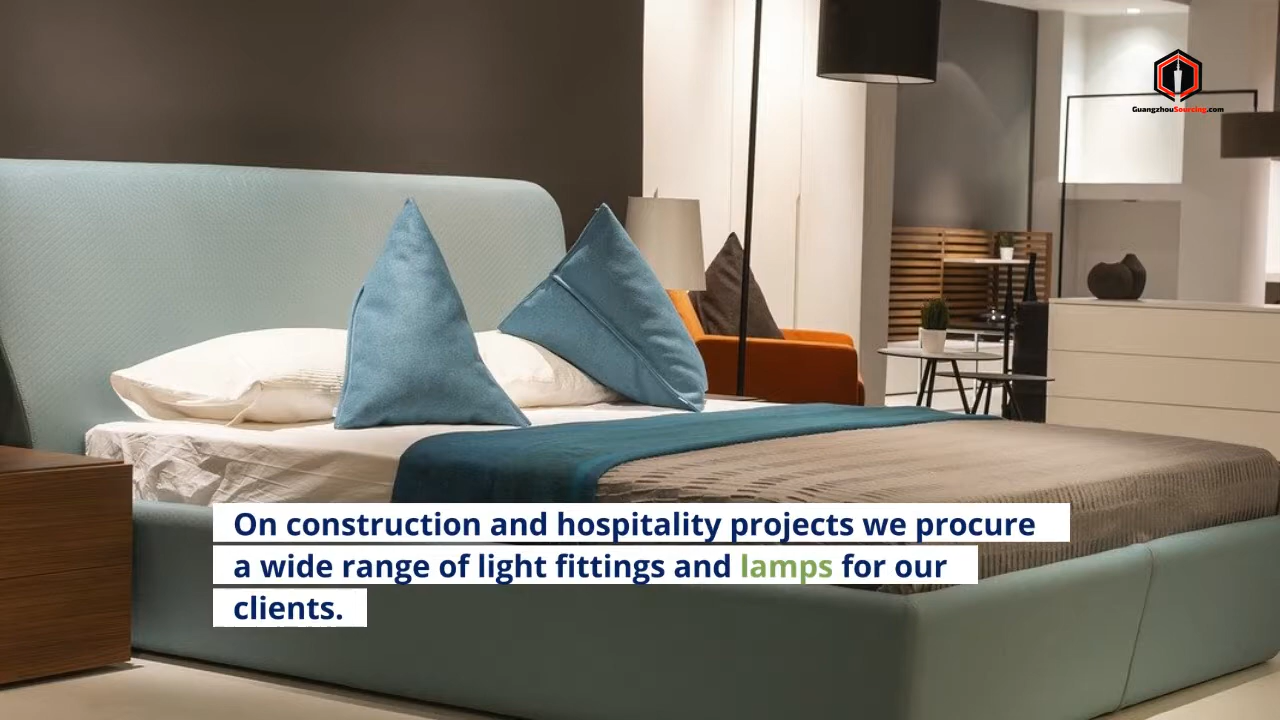 GuangzhouSourcing.com
On construction and hospitality projects we procure
a wide range of light fittings and lamps for our
clients.